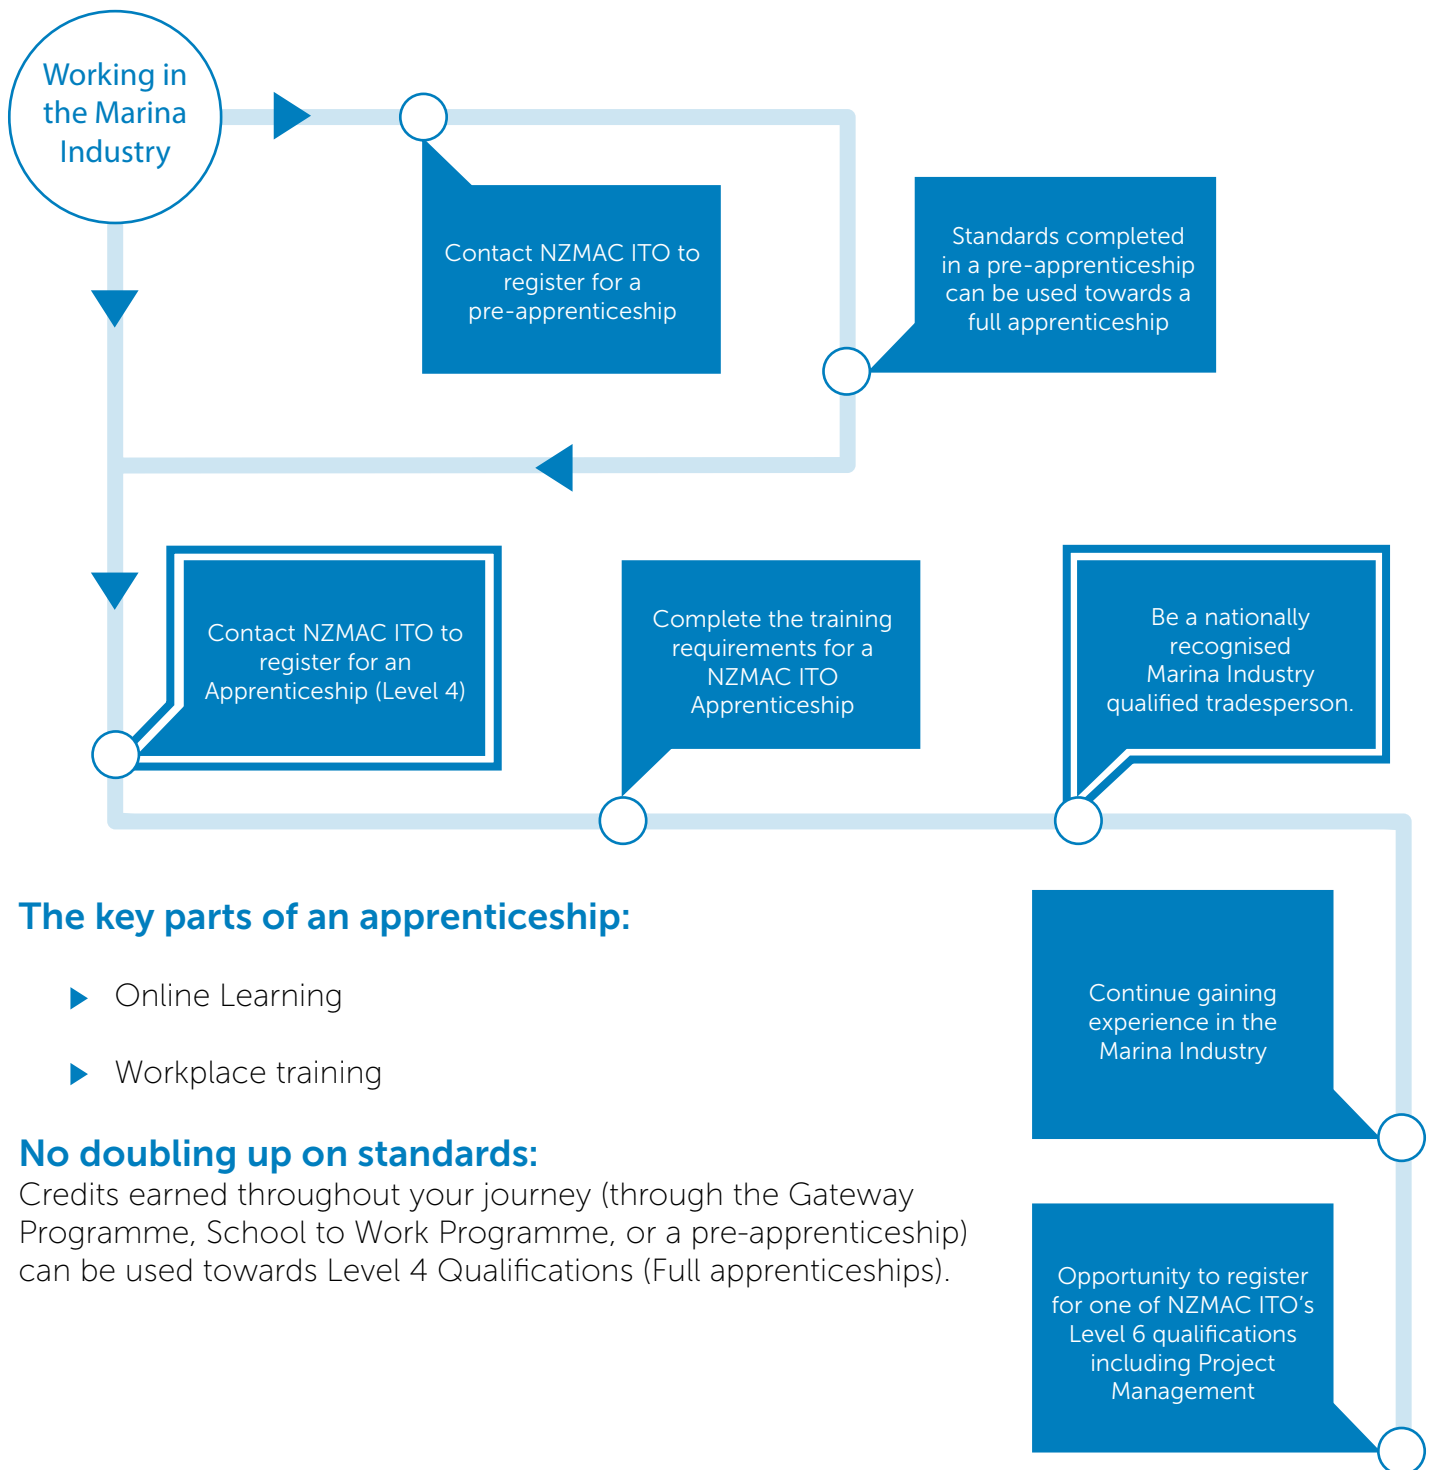 Working in
the Marina
Industry
Contact NZMAC ITO to
register for a
pre-apprenticeship
Standards completed
in a pre-apprenticeship
can be used towards a
full apprenticeship
Contact NZMAC ITO to
register for an
Apprenticeship (Level 4)
Complete the training
requirements for a
NZMAC ITO
Apprenticeship
Be a nationally
recognised
Marina Industry
qualified tradesperson.
Continue gaining
experience in the
Marina Industry
Opportunity to register
for one of NZMAC ITO's
Level 6 qualifications
including Project
Management
The key parts of an apprenticeship:
Online Learning
Workplace training
No doubling up on standards:
Credits earned throughout your journey (through the Gateway
Programme, School to Work Programme, or a pre-apprenticeship)
can be used towards Level 4 Qualifications (Full apprenticeships).